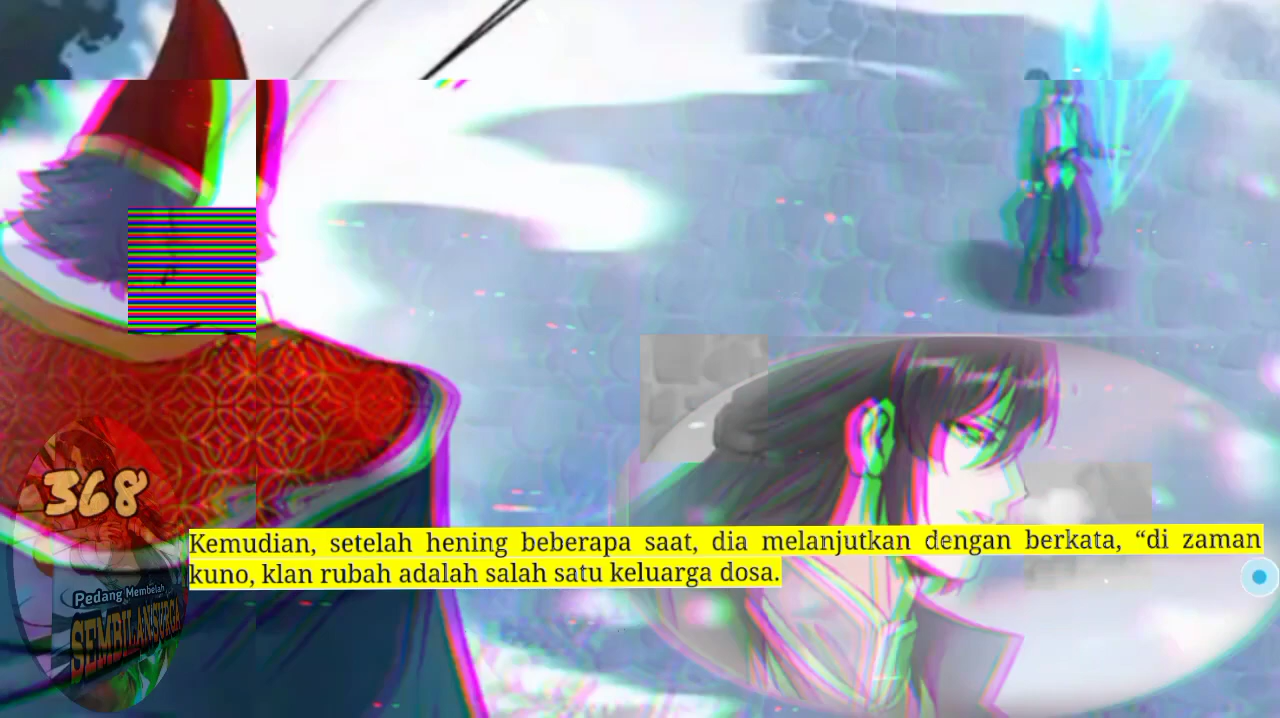 368
Kemudian, setelah hening beberapa saat, dia melanjutkan dengan berkata, “di zaman
kuno, klan rubah adalah salah satu keluarga dosa.
Pedang Membelah
SEMBILAN SURGA